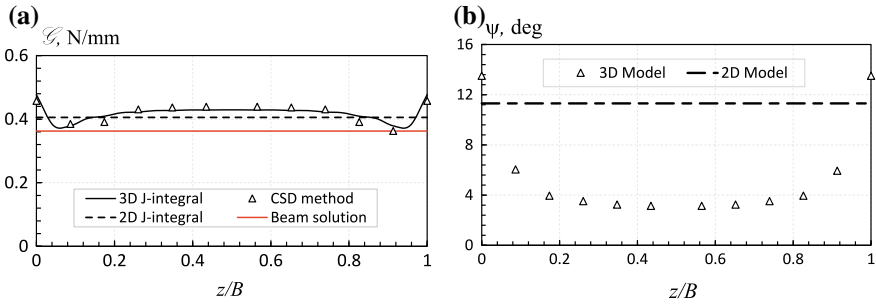 (a)
𝒢, N/mm
0.6
0.4
0.2
0
3D J-integral
CSD method
2D J-integral
Beam solution
0 0.2 0.4 0.6 0.8 1
z/B
(b)
ψ, deg
16
12
8
4
0
3D Model
2D Model
0 0.2 0.4 0.6 0.8 1
z/B